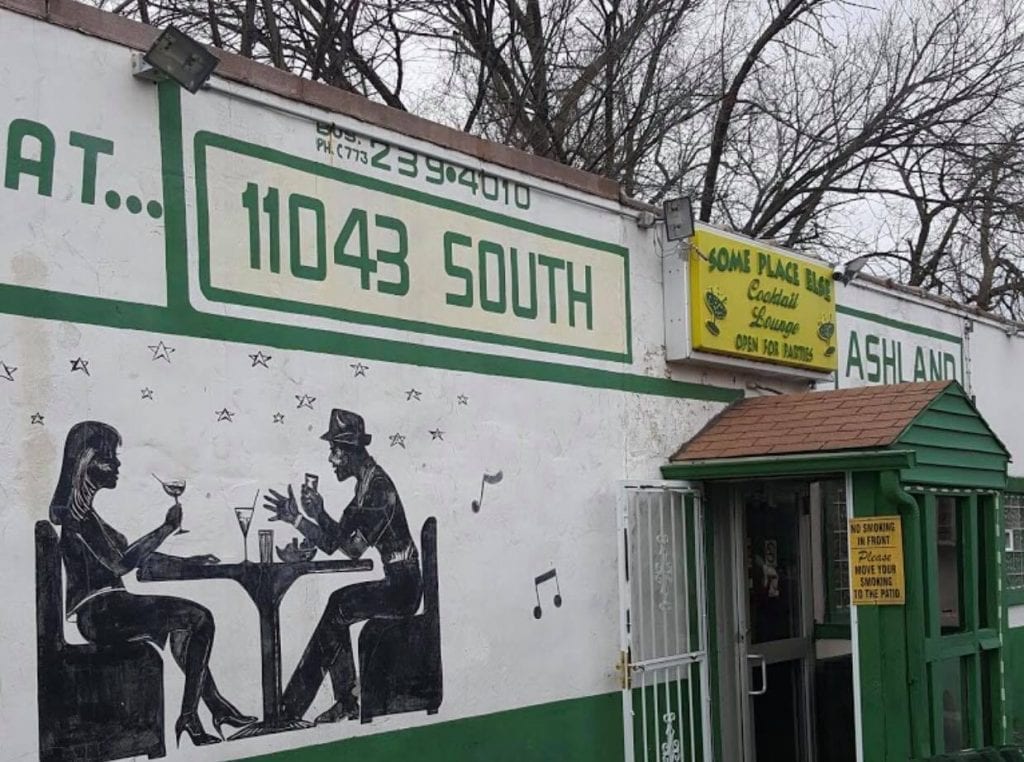 AT...
BUS.
PH. (773 239•4010
11043 SOUTH
SOME PLACE ELSE
Cocktail
Lounge
OPEN FOR PARTIES
ASHLAND
NO SMOKING
IN FRONT
Please
MOVE YOUR
SMOKING
TO THE PATIO